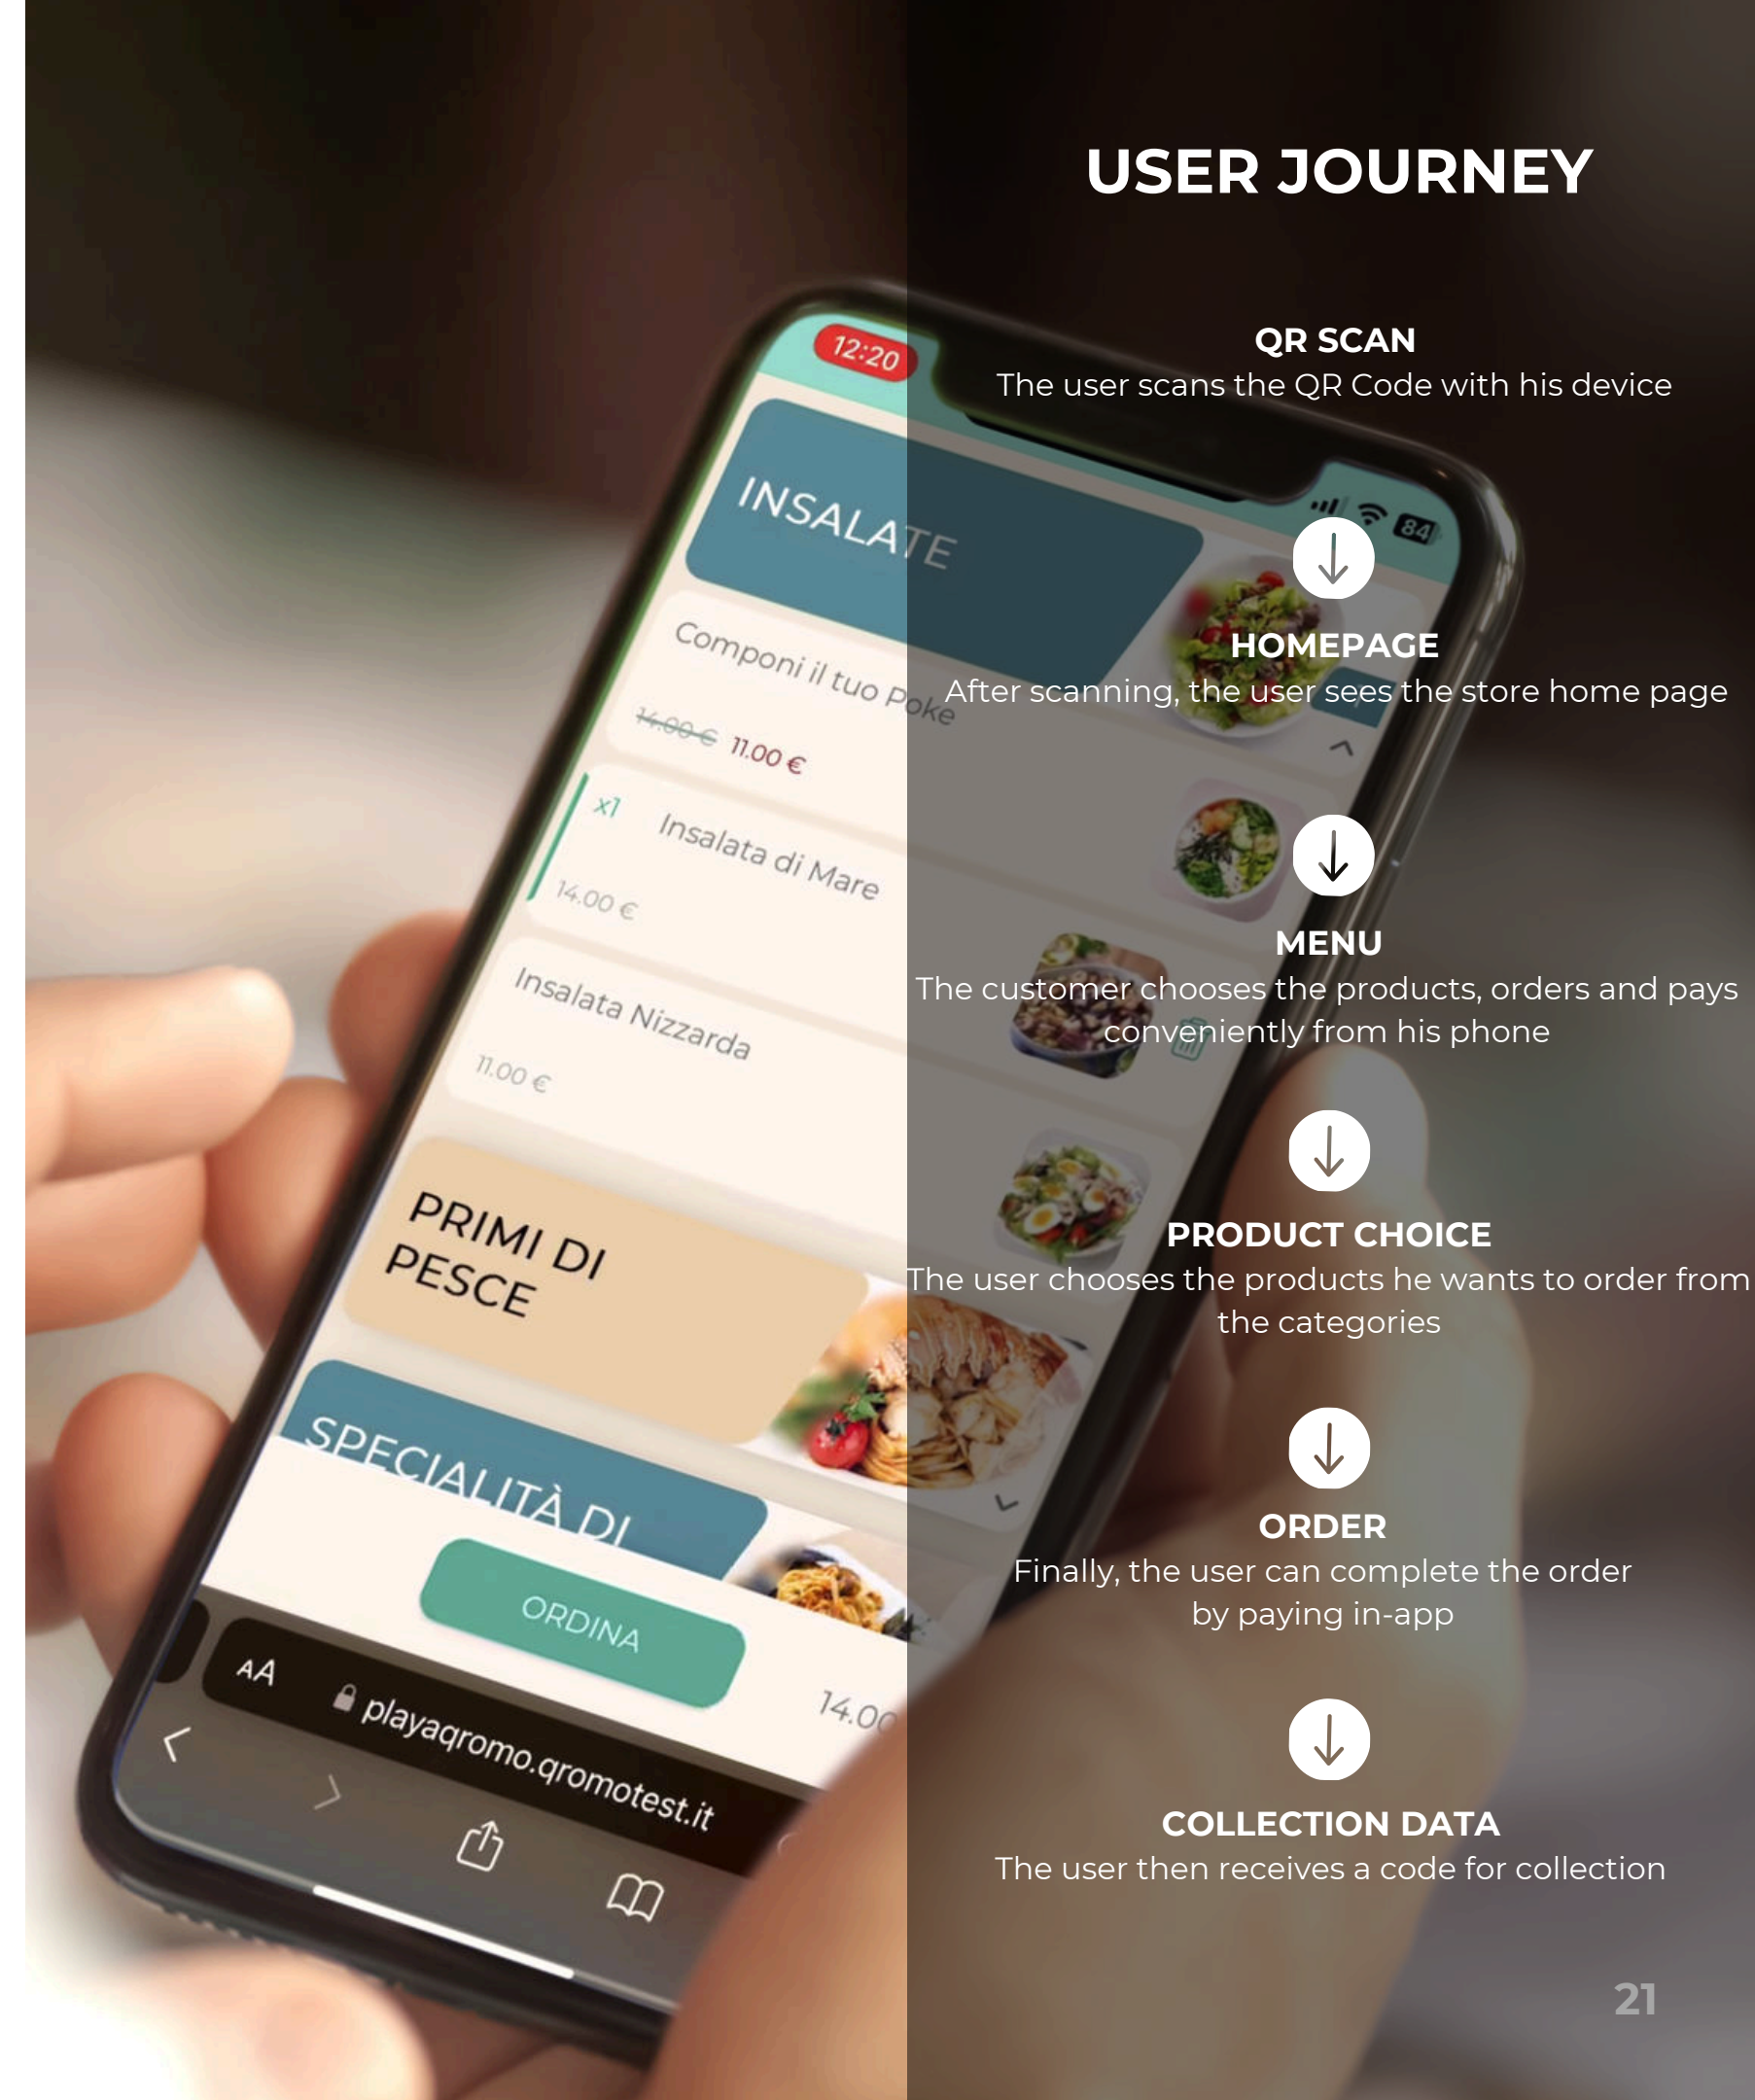 USER JOURNEY
QR SCAN
The user scans the QR Code with his device
HOMEPAGE
After scanning, the user sees the store home page
MENU
The customer chooses the products, orders and pays
conveniently from his phone
PRODUCT CHOICE
The user chooses the products he wants to order from
the categories
ORDER
Finally, the user can complete the order
by paying in-app
COLLECTION DATA
The user then receives a code for collection
21
12:20
84
INSALATE
Componi il tuo Poke
14.00 € 11.00 €
x1 Insalata di Mare
14.00 €
Insalata Nizzarda
11.00 €
PRIMI DI
PESCE
SPECIALITÀ DI
ORDINA
14.00
AA playaqromo.qromotest.it